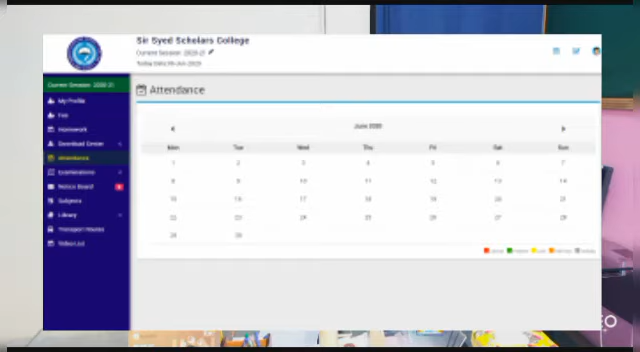 Sir Syed Scholars College
Current Session: 2020-21
Current Session: 2020-21
My Profile
Fee
Homework
Download Center
Attendance
Examinations
Notice Board
Subjects
Library
Transport Routes
Video List
Attendance
June 2020
Mon Tue Wed Thu Fri Sat Sun
1 2 3 4 5 6 7
8 9 10 11 12 13 14
15 16 17 18 19 20 21
22 23 24 25 26 27 28
29 30